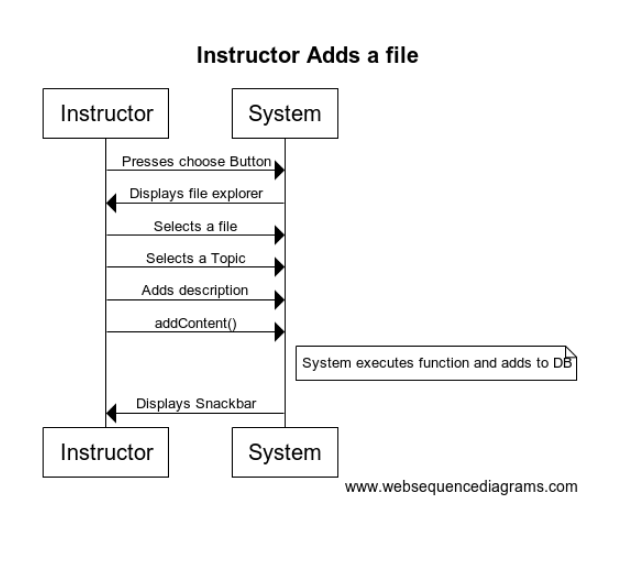 Instructor Adds a file
Instructor
System
Presses choose Button
Displays file explorer
Selects a file
Selects a Topic
Adds description
addContent()
System executes function and adds to DB
Displays Snackbar
Instructor
System
www.websequencediagrams.com